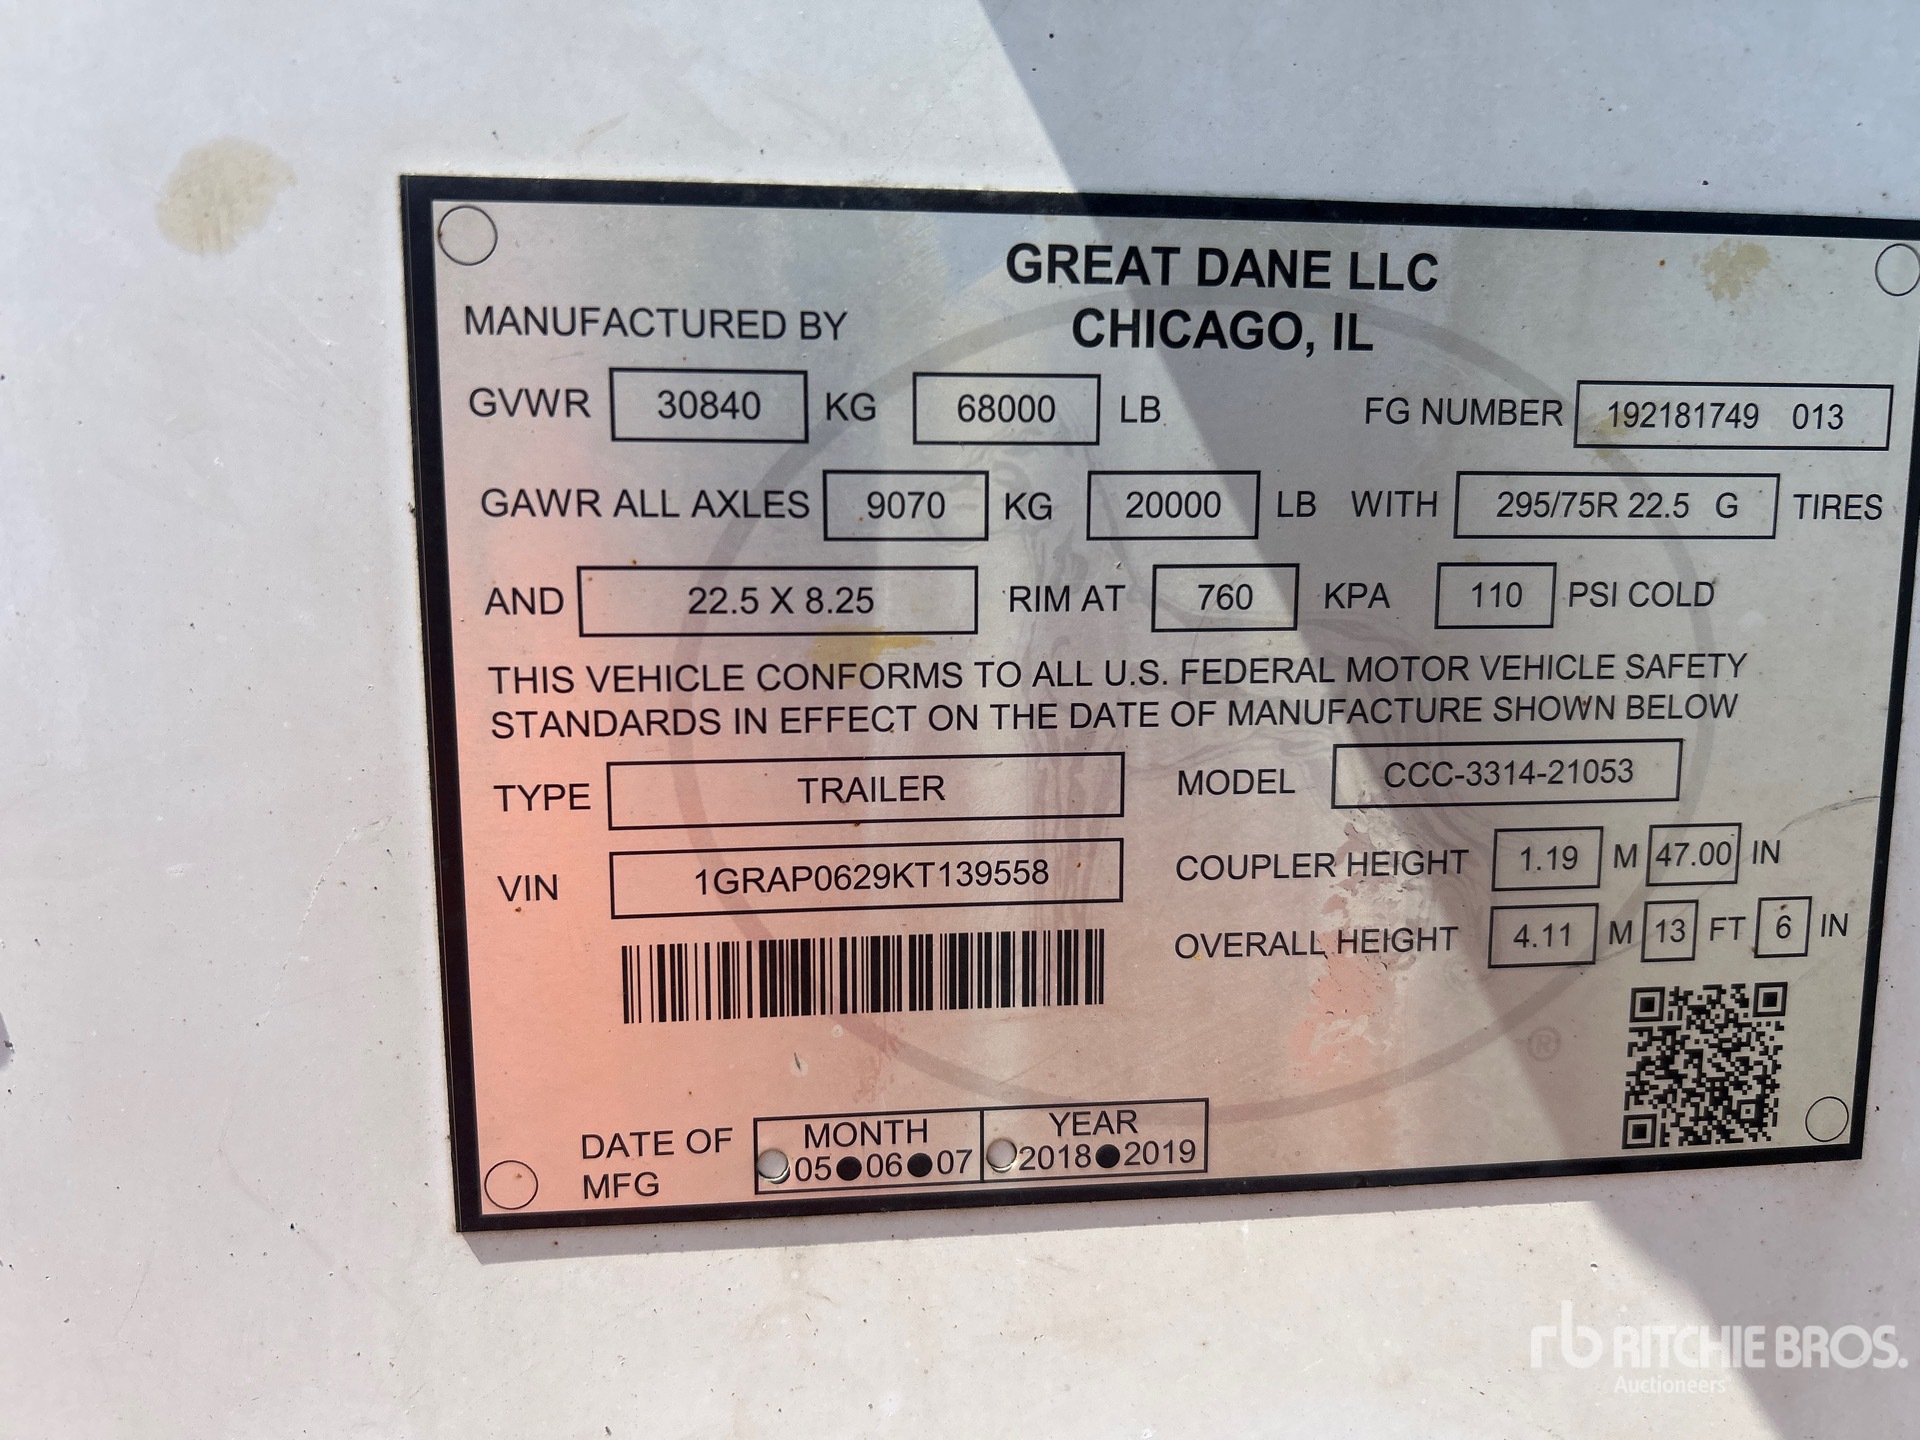 GREAT DANE LLC
MANUFACTURED BY CHICAGO, IL
GVWR 30840 KG 68000 LB FG NUMBER 192181749 013
GAWR ALL AXLES 9070 KG 20000 LB WITH 295/75R 22.5 G TIRES
AND 22.5 X 8.25 RIM AT 760 KPA 110 PSI COLD
THIS VEHICLE CONFORMS TO ALL U.S. FEDERAL MOTOR VEHICLE SAFETY
STANDARDS IN EFFECT ON THE DATE OF MANUFACTURE SHOWN BELOW
TYPE TRAILER MODEL CCC-3314-21053
VIN 1GRAP0629KT139558 COUPLER HEIGHT 1.19 M 47.00 IN
OVERALL HEIGHT 4.11 M 13 FT 6 IN
®
DATE OF MFG MONTH YEAR
05 06 07 2018 2019
rb RITCHIE BROS.
Auctioneers